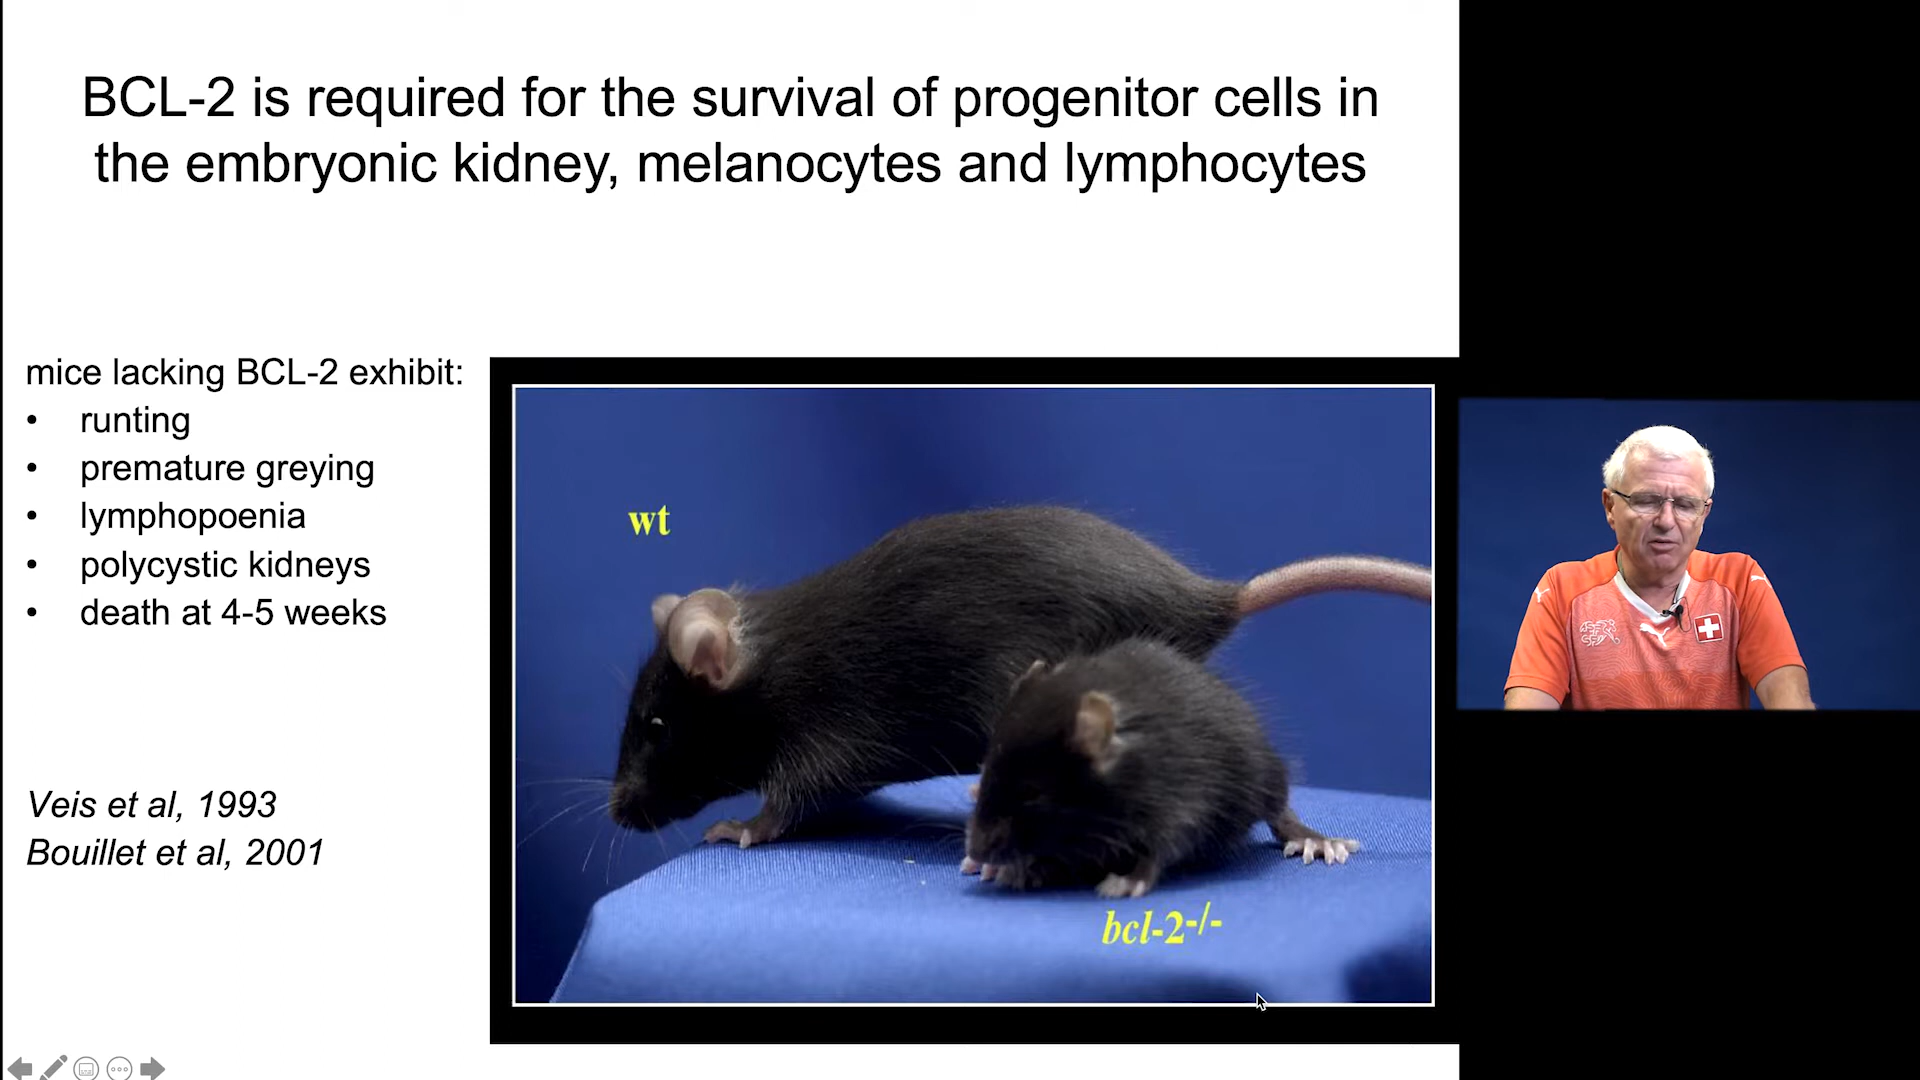 BCL-2 is required for the survival of progenitor cells in
the embryonic kidney, melanocytes and lymphocytes
mice lacking BCL-2 exhibit:
• runting
• premature greying
• lymphopoenia
• polycystic kidneys
• death at 4-5 weeks
Veis et al, 1993
Bouillet et al, 2001
wt
bcl-2-/-